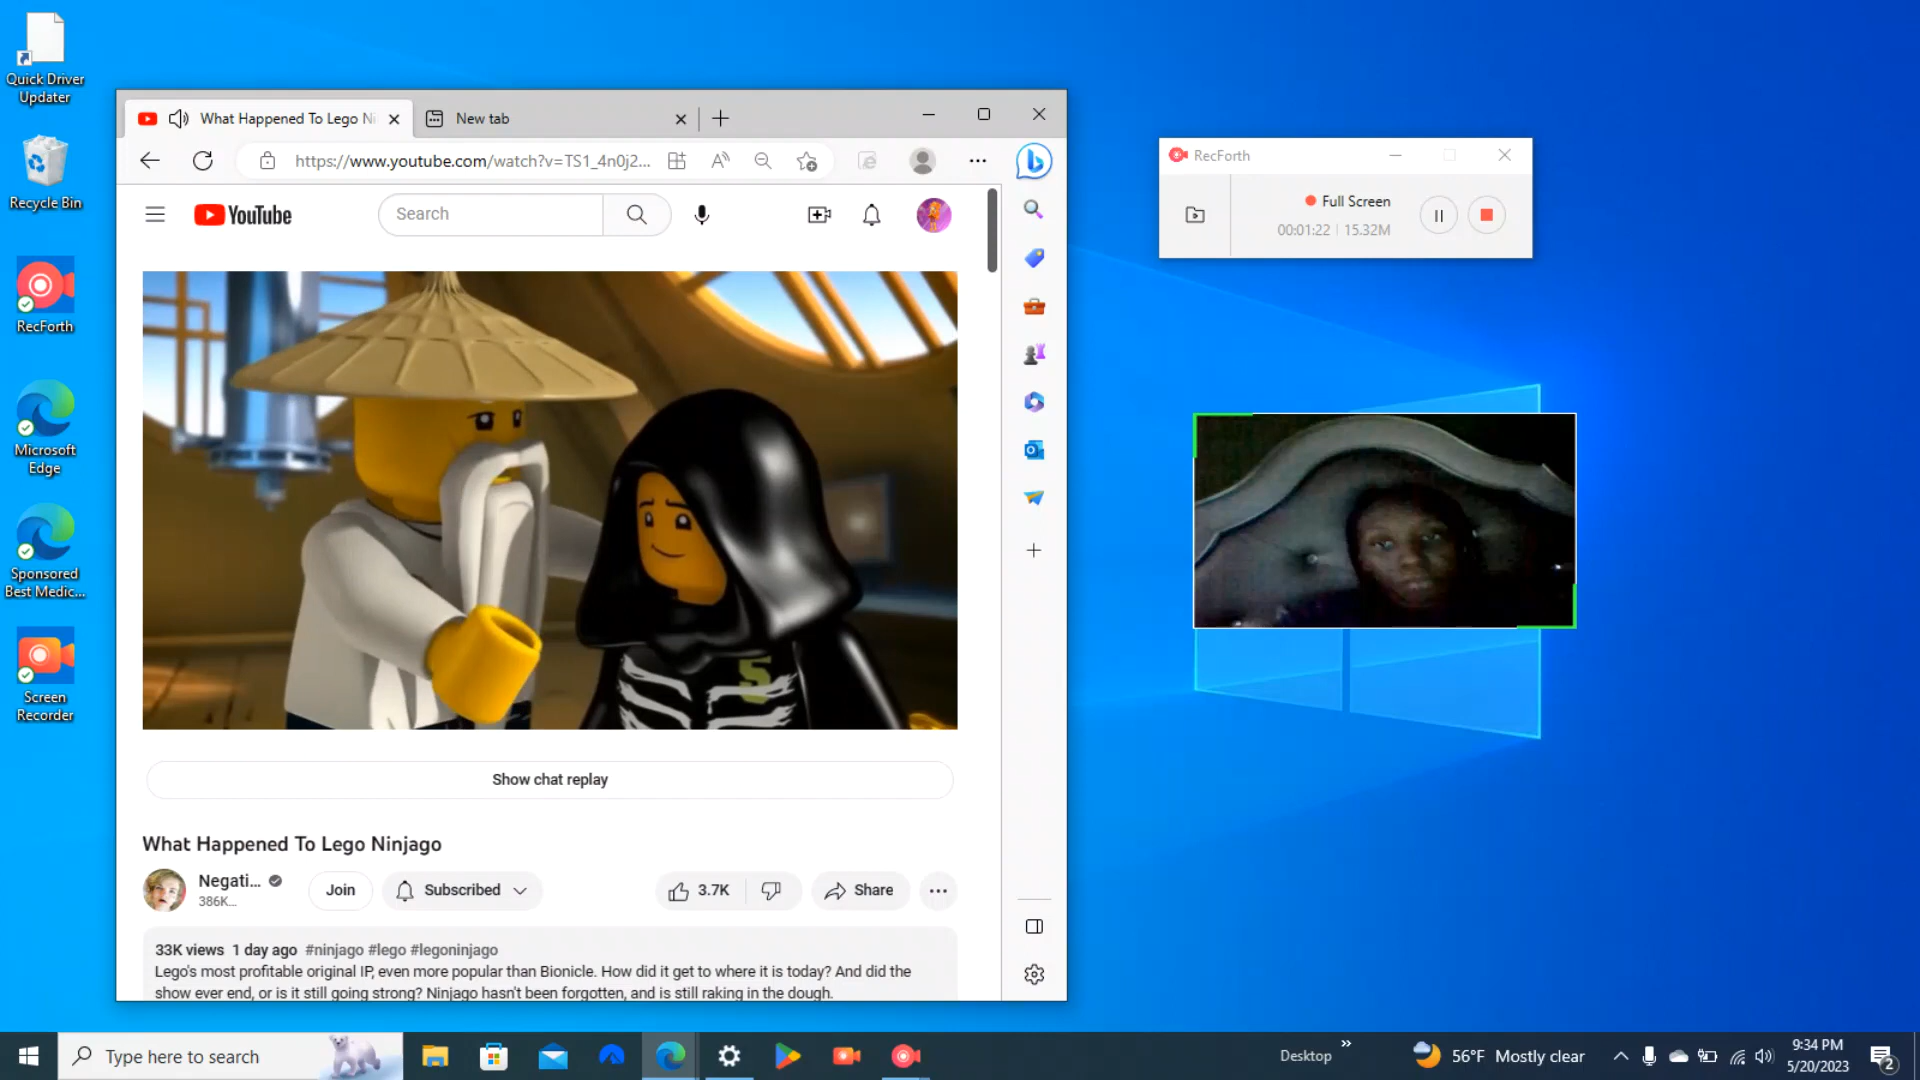 Quick Driver
Updater
Recycle Bin
RecForth
Microsoft
Edge
Sponsored
Best Medic...
Screen
Recorder
What Happened To Lego Ni
New tab
https://www.youtube.com/watch?v=TS1_4n0j2...
YouTube
Search
5
Show chat replay
What Happened To Lego Ninjago
Negati...
386K...
Join
Subscribed
3.7K
Share
33K views 1 day ago #ninjago #lego #legoninjago
Lego's most profitable original IP, even more popular than Bionicle. How did it get to where it is today? And did the
show ever end, or is it still going strong? Ninjago hasn't been forgotten, and is still raking in the dough.
RecForth
Full Screen
00:01:22 | 15.32M
Type here to search
Desktop
56°F Mostly clear
9:34 PM
5/20/2023
2